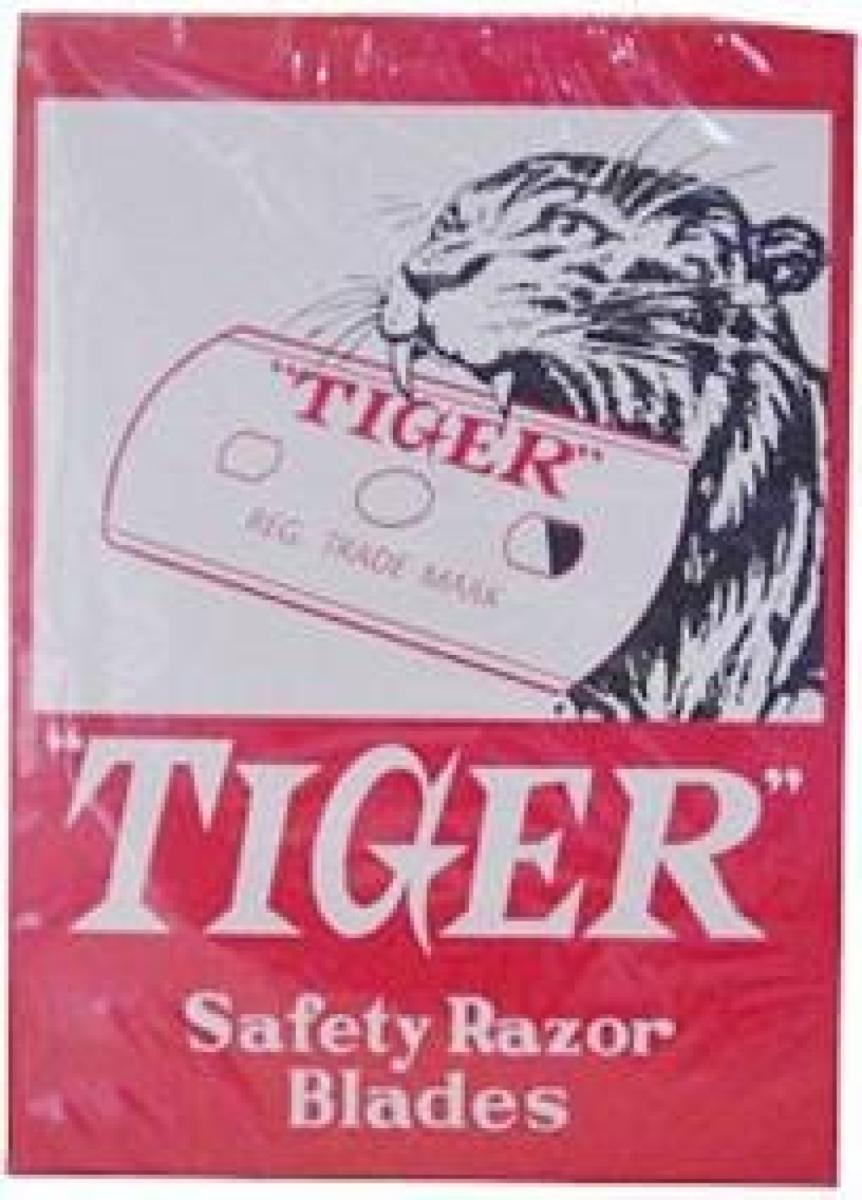 "TIGER"
REG. TRADE MARK
"TIGER"
Safety Razor
Blades